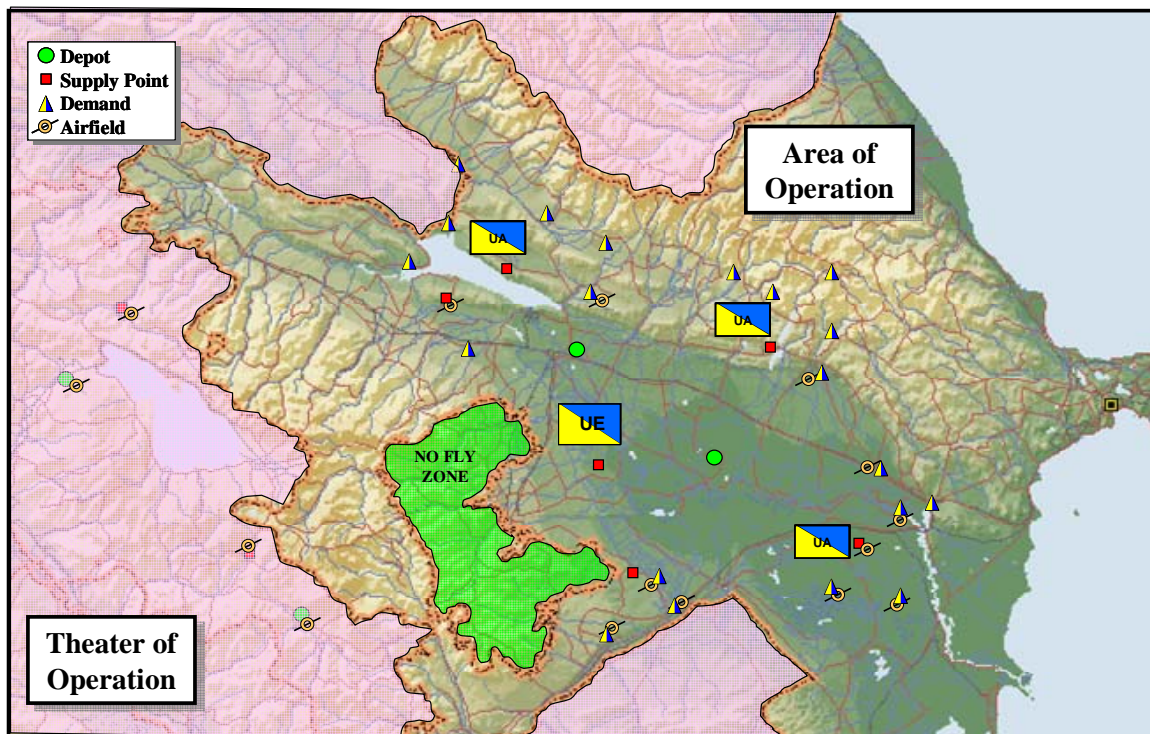 Depot
Supply Point
Demand
Airfield
Area of
Operation
UA
UA
UE
NO FLY
ZONE
UA
Theater of
Operation